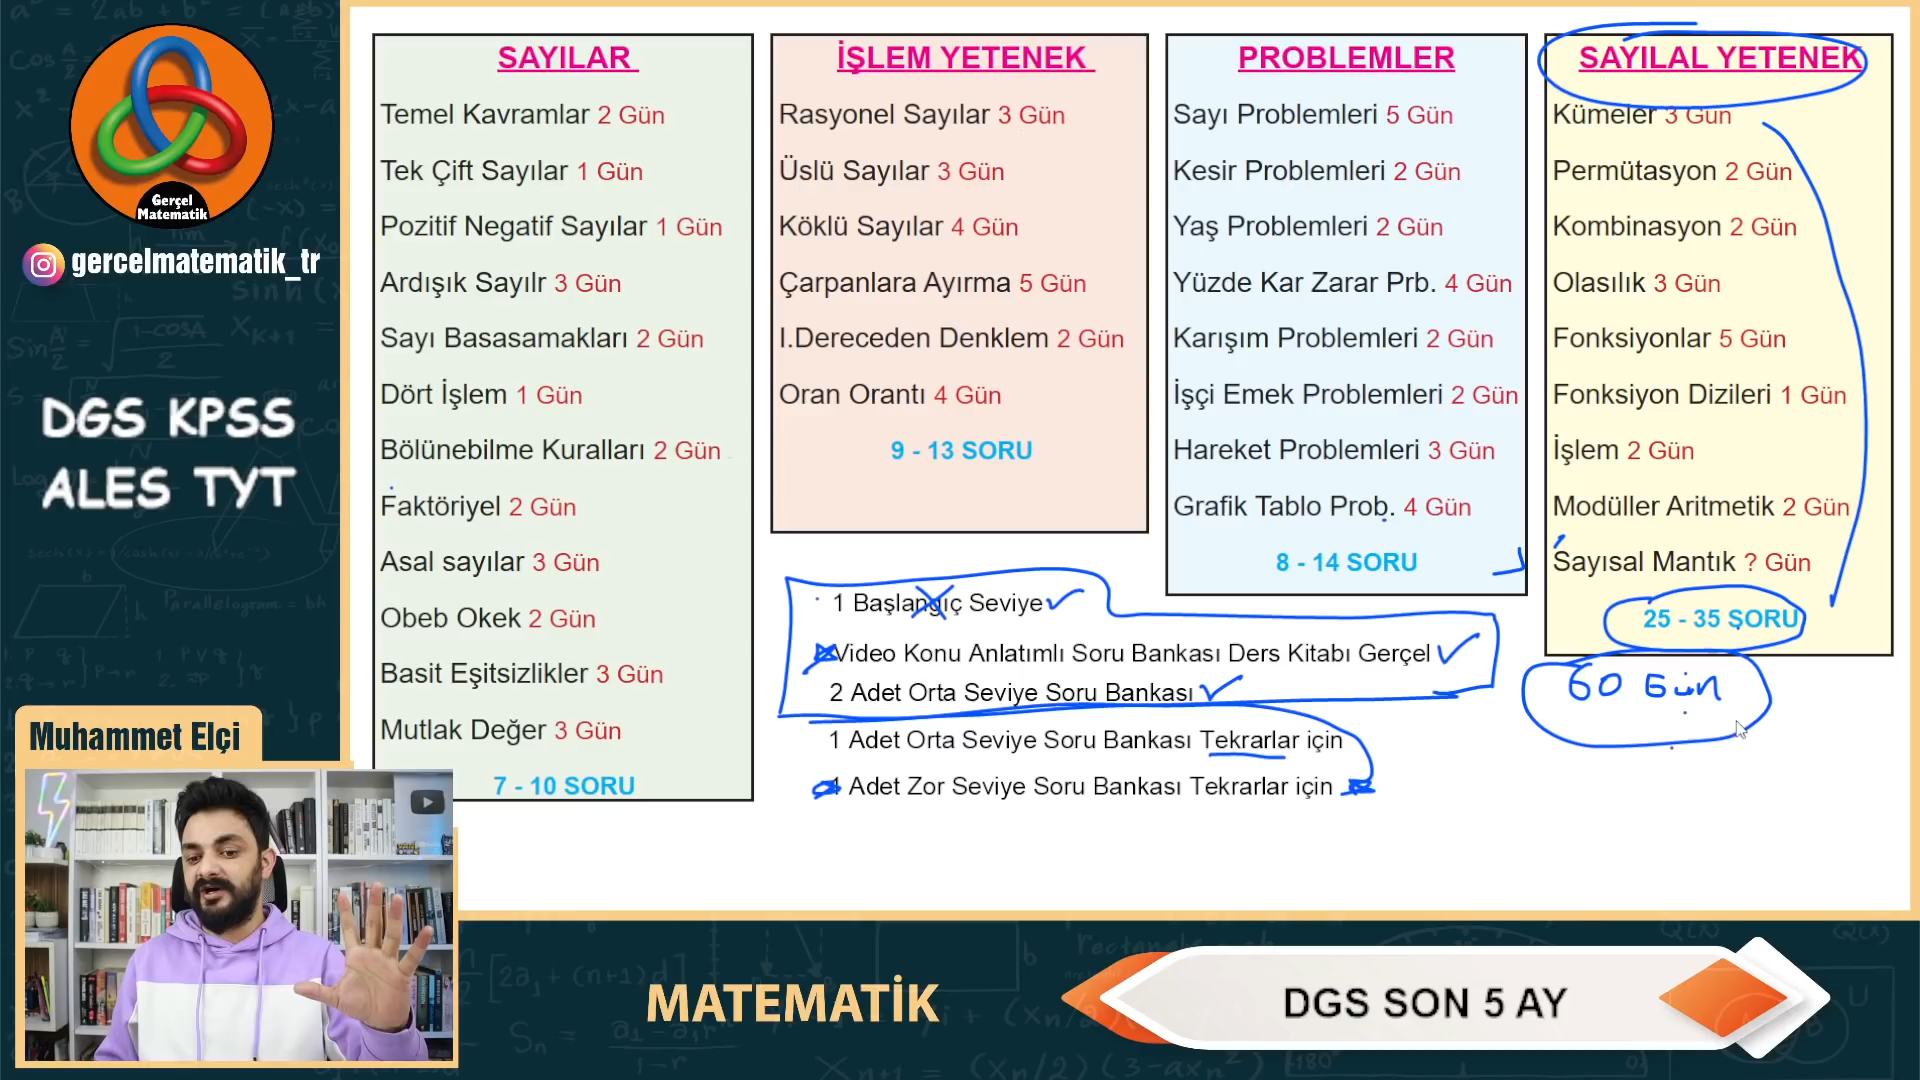 Gerçel
Matematik
gercelmatematik_tr
DGS KPSS
ALES TYT
Muhammet Elçi
SAYILAR
Temel Kavramlar 2 Gün
Tek Çift Sayılar 1 Gün
Pozitif Negatif Sayılar 1 Gün
Ardışık Sayılr 3 Gün
Sayı Basasamakları 2 Gün
Dört İşlem 1 Gün
Bölünebilme Kuralları 2 Gün
Faktöriyel 2 Gün
Asal sayılar 3 Gün
Obeb Okek 2 Gün
Basit Eşitsizlikler 3 Gün
Mutlak Değer 3 Gün
7 - 10 SORU
İŞLEM YETENEK
Rasyonel Sayılar 3 Gün
Üslü Sayılar 3 Gün
Köklü Sayılar 4 Gün
Çarpanlara Ayırma 5 Gün
I.Dereceden Denklem 2 Gün
Oran Orantı 4 Gün
9 - 13 SORU
PROBLEMLER
Sayı Problemleri 5 Gün
Kesir Problemleri 2 Gün
Yaş Problemleri 2 Gün
Yüzde Kar Zarar Prb. 4 Gün
Karışım Problemleri 2 Gün
İşçi Emek Problemleri 2 Gün
Hareket Problemleri 3 Gün
Grafik Tablo Prob. 4 Gün
8 - 14 SORU
SAYILAL YETENEK
Kümeler 3 Gün
Permütasyon 2 Gün
Kombinasyon 2 Gün
Olasılık 3 Gün
Fonksiyonlar 5 Gün
Fonksiyon Dizileri 1 Gün
İşlem 2 Gün
Modüller Aritmetik 2 Gün
Sayısal Mantık ? Gün
25 - 35 SORU
60 Gün
1 Başlangıç Seviye
Video Konu Anlatımlı Soru Bankası Ders Kitabı Gerçel
2 Adet Orta Seviye Soru Bankası
1 Adet Orta Seviye Soru Bankası Tekrarlar için
1 Adet Zor Seviye Soru Bankası Tekrarlar için
MATEMATİK
DGS SON 5 AY